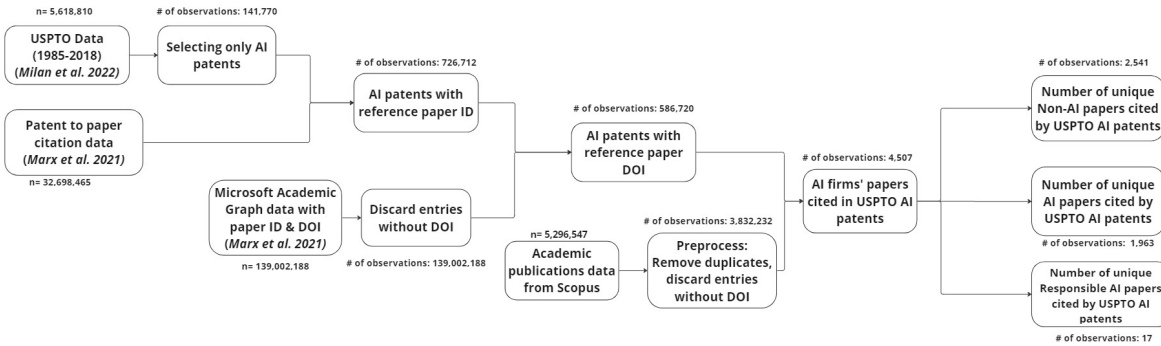 n= 5,618,810
USPTO Data
(1985-2018)
(Milan et al. 2022)
# of observations: 141,770
Selecting only AI
patents
Patent to paper
citation data
(Marx et al. 2021)
n= 32,698,465
# of observations: 726,712
AI patents with
reference paper ID
Microsoft Academic
Graph data with
paper ID & DOI
(Marx et al. 2021)
n= 139,002,188
Discard entries
without DOI
# of observations: 139,002,188
# of observations: 586,720
AI patents with
reference paper
DOI
n= 5,296,547
Academic
publications data
from Scopus
# of observations: 3,832,232
Preprocess:
Remove duplicates,
discard entries
without DOI
# of observations: 4,507
AI firms' papers
cited in USPTO AI
patents
# of observations: 2,541
Number of unique
Non-AI papers cited
by USPTO AI patents
Number of unique
AI papers cited by
USPTO AI patents
# of observations: 1,963
Number of unique
Responsible AI papers
cited by USPTO AI
patents
# of observations: 17